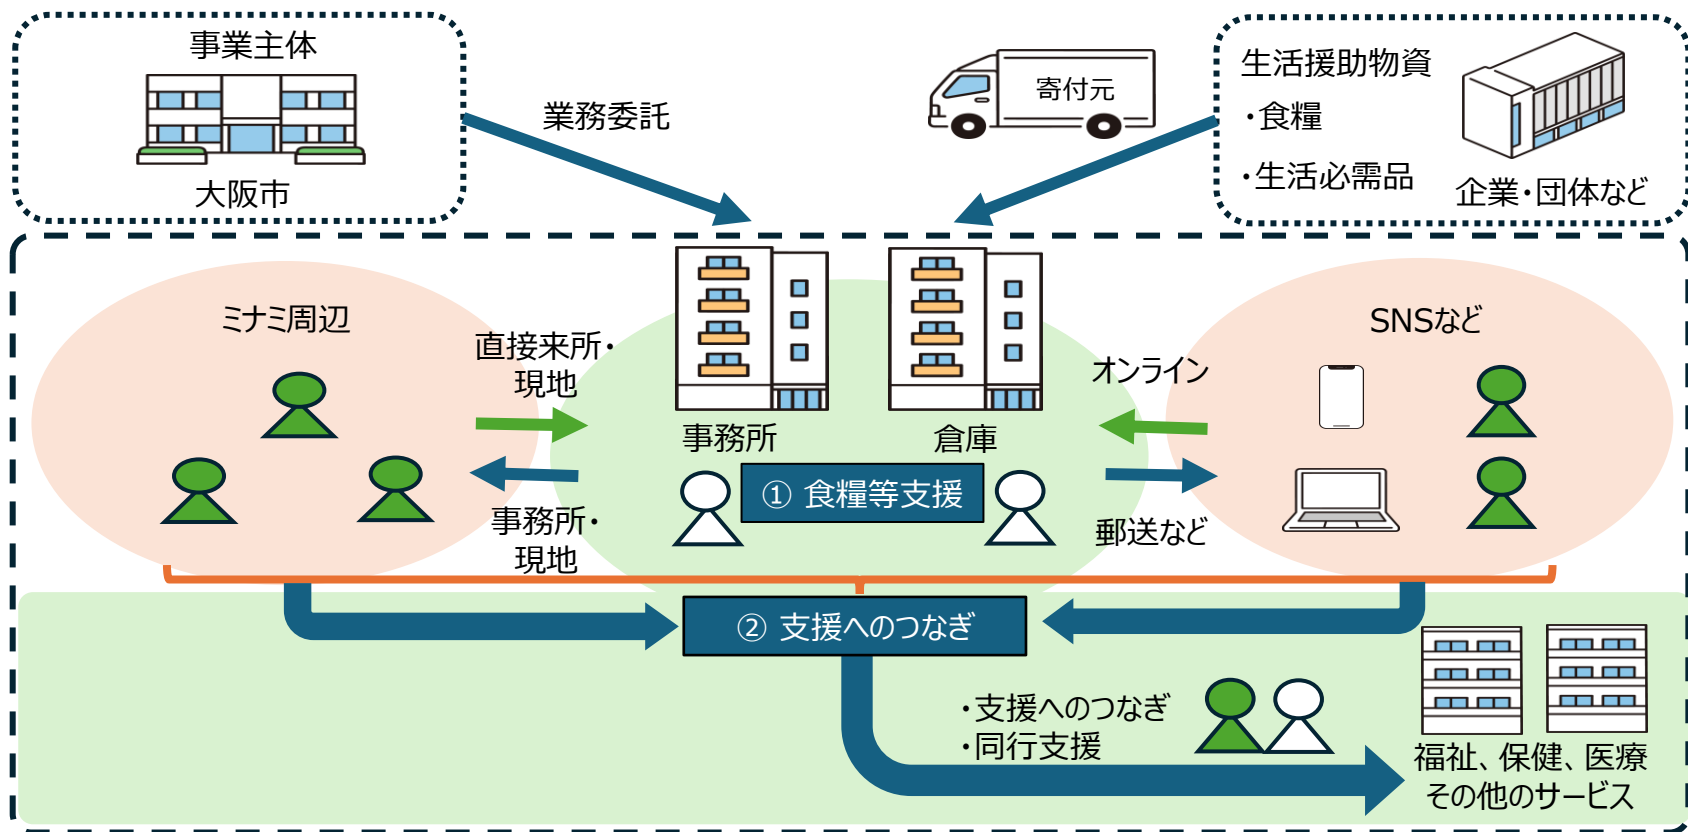 事業主体
大阪市
業務委託
寄付元
生活援助物資
・食糧
・生活必需品
企業・団体など
ミナミ周辺
直接来所・
現地
事務所・
現地
事務所
倉庫
① 食糧等支援
オンライン
郵送など
SNSなど
② 支援へのつなぎ
・支援へのつなぎ
・同行支援
福祉、保健、医療
その他のサービス